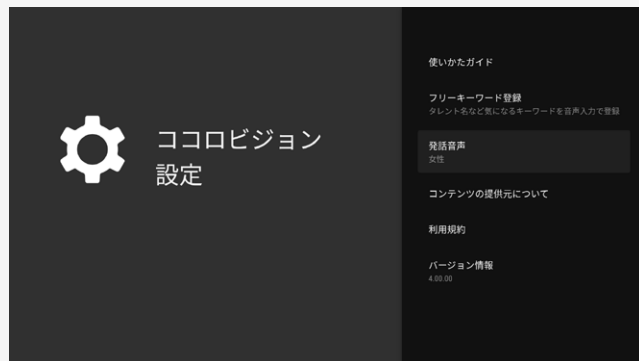 ココロビジョン
設定
使いかたガイド
フリーキーワード登録
タレント名など気になるキーワードを音声入力で登録
発話音声
女性
コンテンツの提供元について
利用規約
バージョン情報
4.00.00